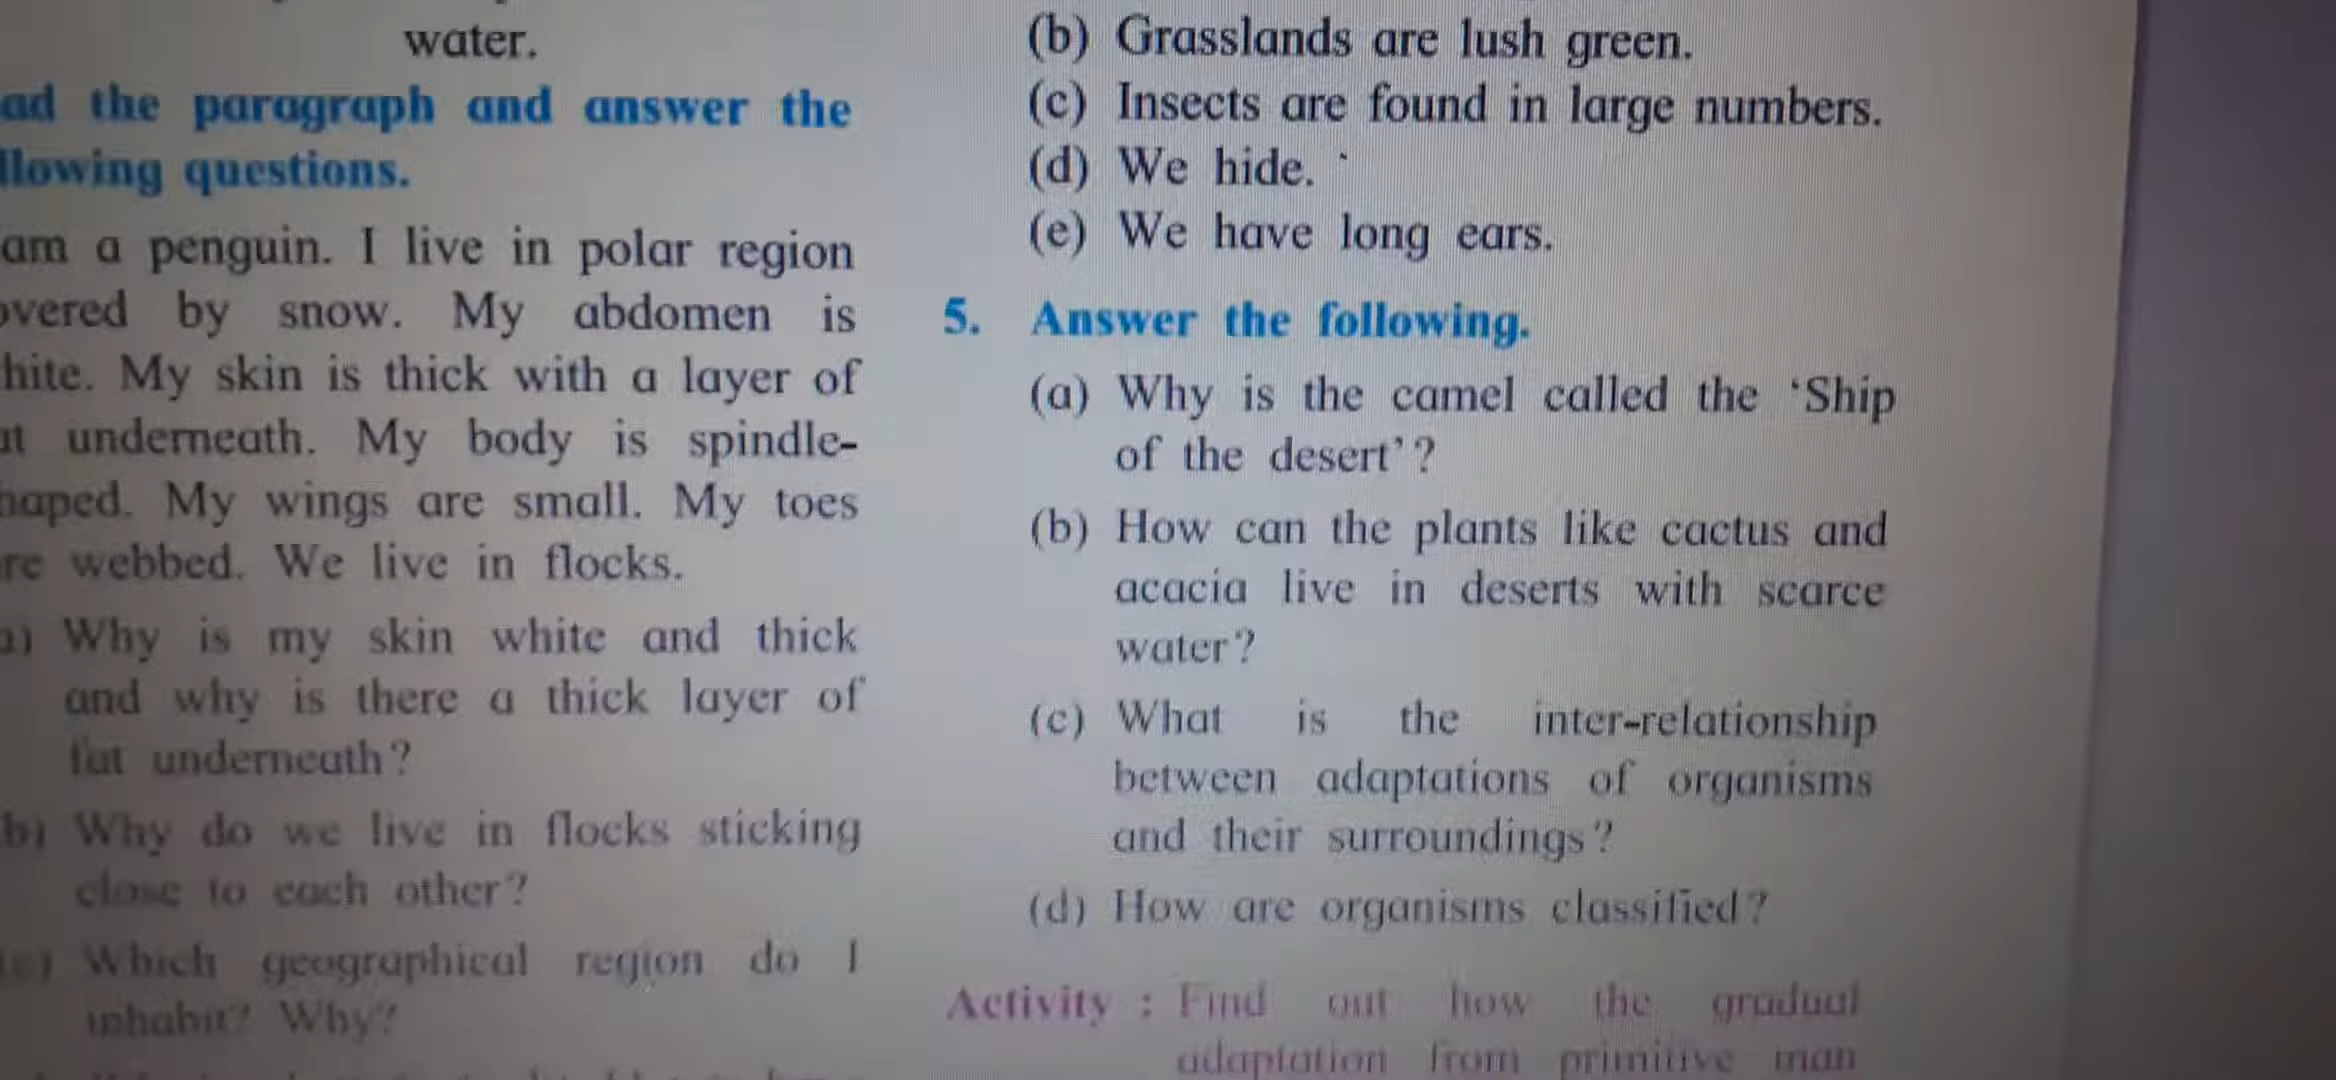 water.
ad the paragraph and answer the
llowing questions.
am a penguin. I live in polar region
overed by snow. My abdomen is
hite. My skin is thick with a layer of
at underneath. My body is spindle-
haped. My wings are small. My toes
re webbed. We live in flocks.
a) Why is my skin white and thick
and why is there a thick layer of
fat underneath?
b) Why do we live in flocks sticking
close to each other?
(c) Which geographical region do I
inhabit? Why?
(b) Grasslands are lush green.
(c) Insects are found in large numbers.
(d) We hide.
(e) We have long ears.
5. Answer the following.
(a) Why is the camel called the ‘Ship
of the desert’?
(b) How can the plants like cactus and
acacia live in deserts with scarce
water?
(c) What is the inter-relationship
between adaptations of organisms
and their surroundings?
(d) How are organisms classified?
Activity : Find out how the gradual
adaptation from primitive man